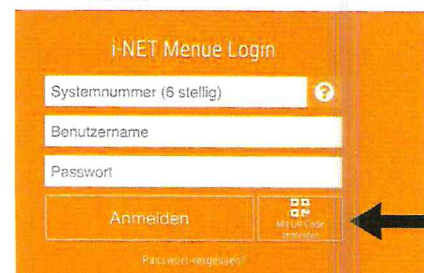 i-NET Menue Login
Systemnummer (6 stellig)
?
Benutzername
Passwort
Anmelden
Mit QR Code
anmelden
Passwort vergessen?